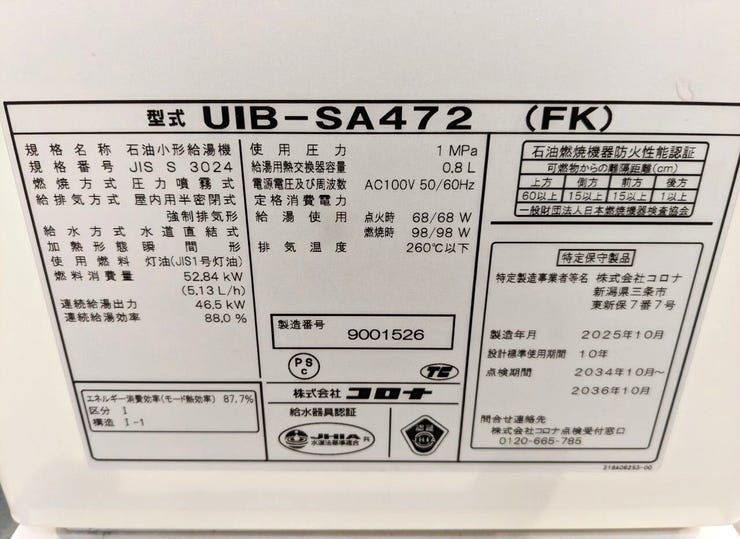 型式 UIB-SA472 (FK)
規格名称 石油小形給湯機
規格番号 JIS S 3024
燃焼方式 圧力噴霧式
給排気方式 屋内用半密閉式
強制排気形
給水方式 水道直結式
加熱形態 瞬間形
使用燃料 灯油(JIS1号灯油)
燃料消費量 52.84 kW
(5.13 L/h)
連続給湯出力 46.5 kW
連続給湯効率 88.0 %
エネルギー消費効率(モード熱効率) 87.7%
区分 I
構造 I-1
使用圧力 1 MPa
給湯用熱交換器容量 0.8 L
電源電圧及び周波数 AC100V 50/60Hz
定格消費電力
給湯使用 点火時 68/68 W
燃焼時 98/98 W
排気温度 260℃以下
製造番号 9001526
PS
C
TE
株式会社 コロナ
給水器具認証
JHIA 共
水道法基準適合
認証
JHIA
石油燃焼機器防火性能認証
可燃物からの離隔距離(cm)
上方 側方 前方 後方
60以上 15以上 15以上 1以上
一般財団法人日本燃焼機器検査協会
特定保守製品
特定製造事業者等名 株式会社コロナ
新潟県三条市
東新保7番7号
製造年月 2025年10月
設計標準使用期間 10年
点検期間 2034年10月~
2036年10月
問合せ連絡先
株式会社コロナ点検受付窓口
0120-665-785
218A08253-00